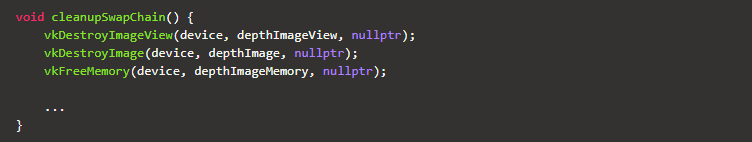 void cleanupSwapChain() {
    vkDestroyImageView(device, depthImageView, nullptr);
    vkDestroyImage(device, depthImage, nullptr);
    vkFreeMemory(device, depthImageMemory, nullptr);

    ...
}